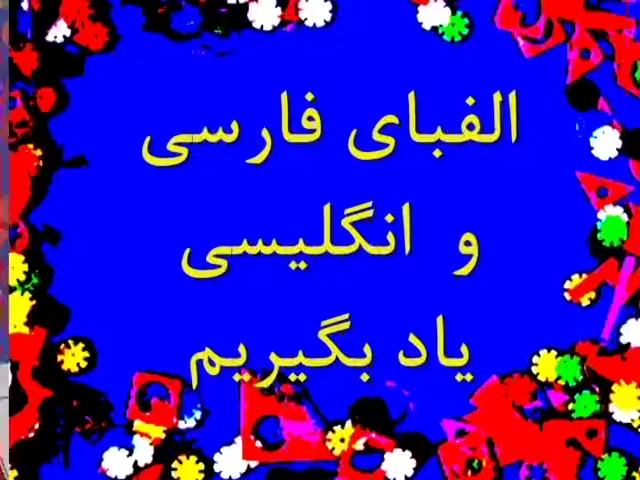 الفبای فارسی
و انگلیسی
یاد بگیریم